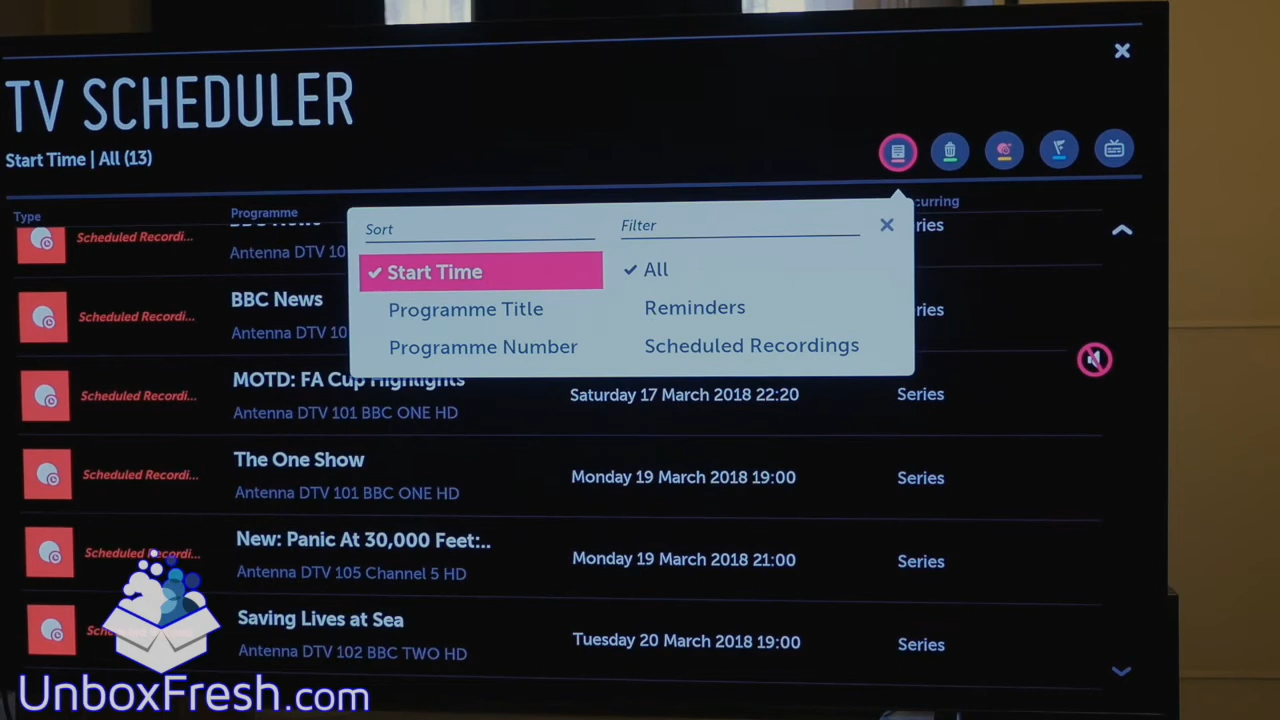 TV SCHEDULER
Start Time | All (13)
Type
Programme
curring
Sort
Filter
✔ Start Time
✔ All
Programme Title
Reminders
Programme Number
Scheduled Recordings
Scheduled Recordi...
BBC News
Antenna DTV 10
ries
Scheduled Recordi...
BBC News
Antenna DTV 10
ries
Scheduled Recordi...
MOTD: FA Cup Highlights
Antenna DTV 101 BBC ONE HD
Saturday 17 March 2018 22:20
Series
Scheduled Recordi...
The One Show
Antenna DTV 101 BBC ONE HD
Monday 19 March 2018 19:00
Series
Scheduled Recordi...
New: Panic At 30,000 Feet:..
Antenna DTV 105 Channel 5 HD
Monday 19 March 2018 21:00
Series
Saving Lives at Sea
Antenna DTV 102 BBC TWO HD
Tuesday 20 March 2018 19:00
Series
UnboxFresh.com